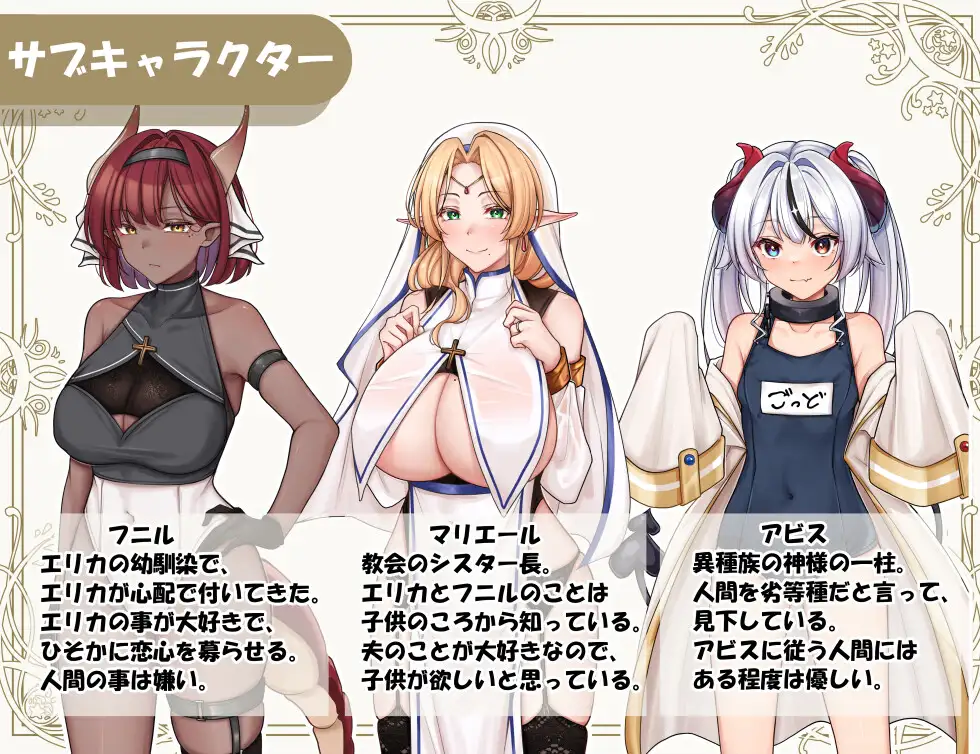 サブキャラクター
ごっど
フニル
エリカの幼馴染で、
エリカが心配で付いてきた。
エリカの事が大好きで、
ひそかに恋心を募らせる。
人間の事は嫌い。
マリエール
教会のシスター長。
エリカとフニルのことは
子供のころから知っている。
夫のことが大好きなので、
子供が欲しいと思っている。
アビス
異種族の神様の一柱。
人間を劣等種だと言って、
見下している。
アビスに従う人間には
ある程度は優しい。